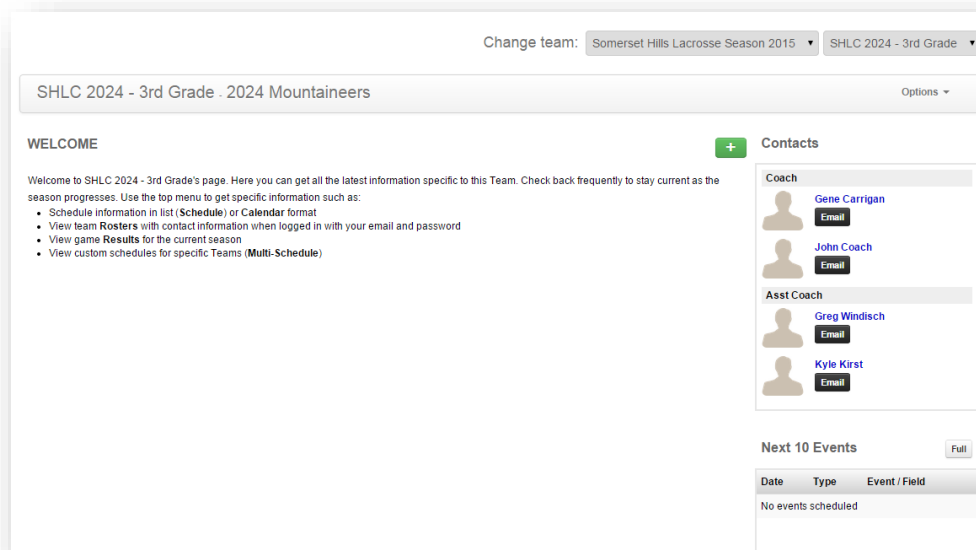 Change team: Somerset Hills Lacrosse Season 2015 SHLC 2024 - 3rd Grade
SHLC 2024 - 3rd Grade - 2024 Mountaineers
Options
WELCOME
+
Welcome to SHLC 2024 - 3rd Grade's page. Here you can get all the latest information specific to this Team. Check back frequently to stay current as the
season progresses. Use the top menu to get specific information such as:
• Schedule information in list (Schedule) or Calendar format
• View team Rosters with contact information when logged in with your email and password
• View game Results for the current season
• View custom schedules for specific Teams (Multi-Schedule)
Contacts
Coach
Gene Carrigan
Email
John Coach
Email
Asst Coach
Greg Windisch
Email
Kyle Kirst
Email
Next 10 Events
Full
Date Type Event / Field
No events scheduled